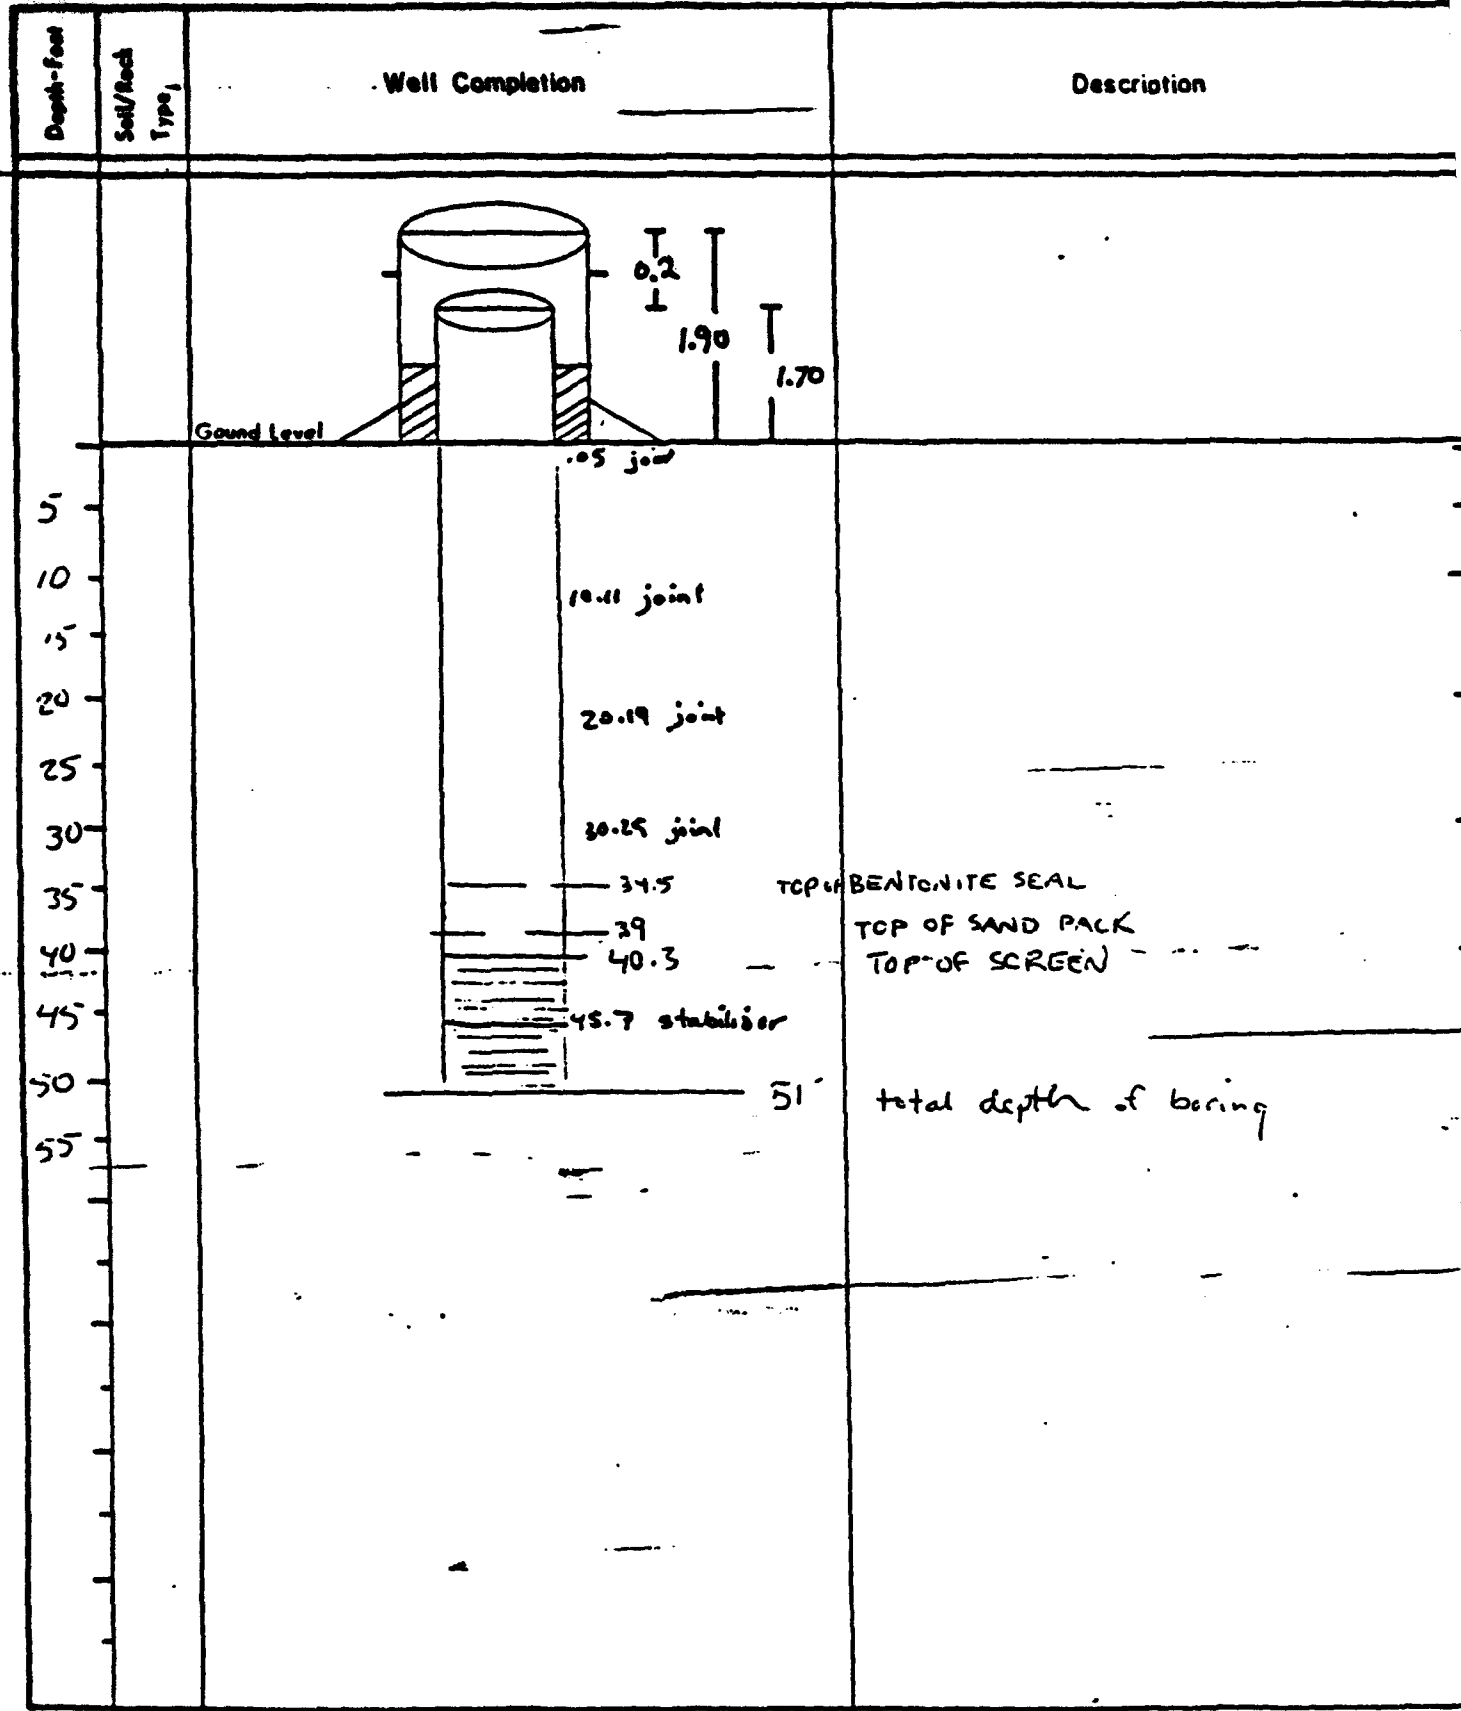 Depth-Feet
Soil/Rock
Type
Well Completion
Description
0.2
1.90
1.70
Gound Level
.05 joint
5
10
10.11 joint
15
20
20.19 joint
25
30
joint
34.5 TOP OF BENTONITE SEAL
35
39 TOP OF SAND PACK
40
40.3 TOP OF SCREEN
45
45.7 stabilizer
50
51' total depth of boring
55